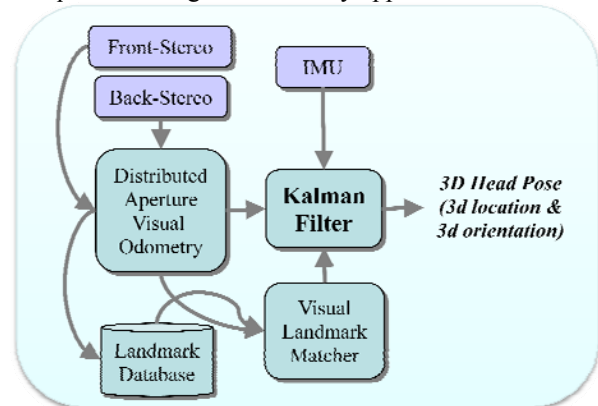 Front-Stereo
Back-Stereo
IMU
Distributed
Aperture
Visual
Odometry
Kalman
Filter
3D Head Pose
(3d location &
3d orientation)
Landmark
Database
Visual
Landmark
Matcher